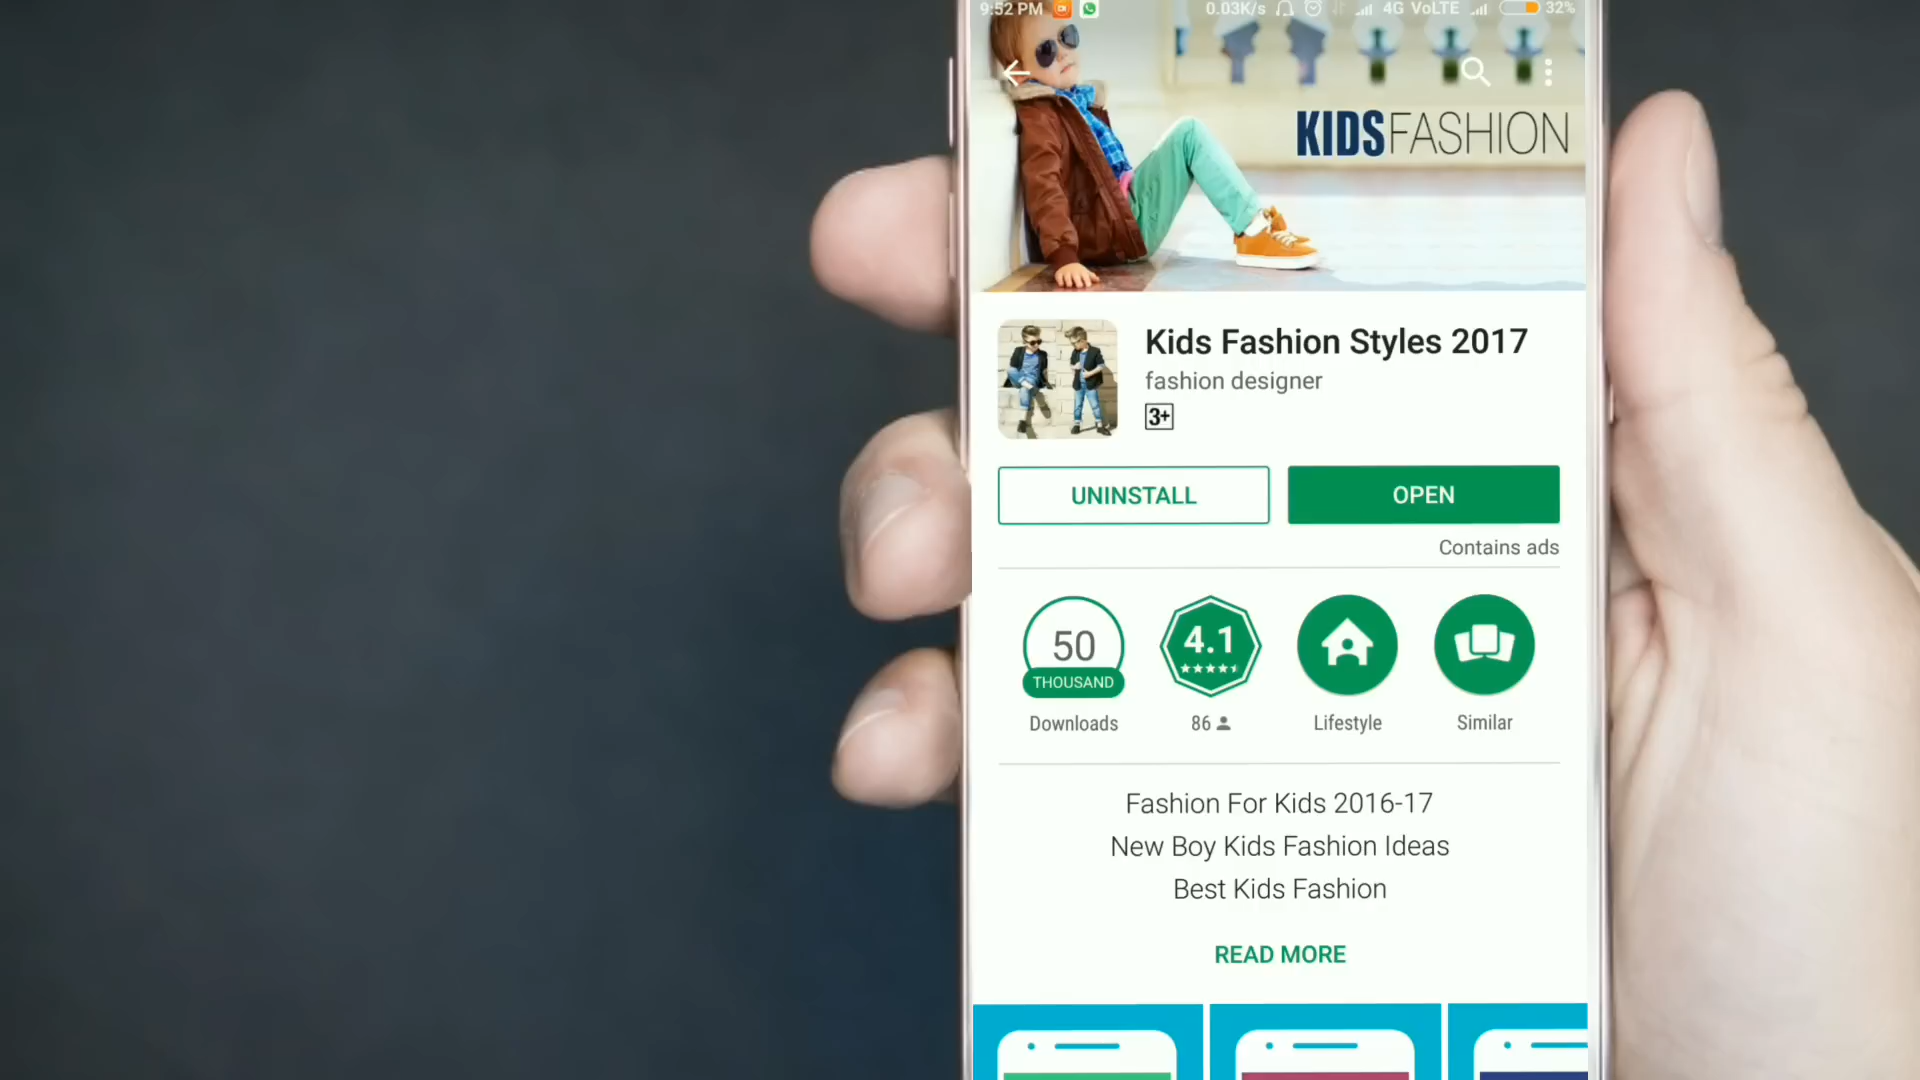 9:52 PM 0.03K/s 4G VoLTE 32%
KIDSFASHION
Kids Fashion Styles 2017
fashion designer
3+
UNINSTALL
OPEN
Contains ads
50
THOUSAND
Downloads
4.1
86
Lifestyle
Similar
Fashion For Kids 2016-17
New Boy Kids Fashion Ideas
Best Kids Fashion
READ MORE